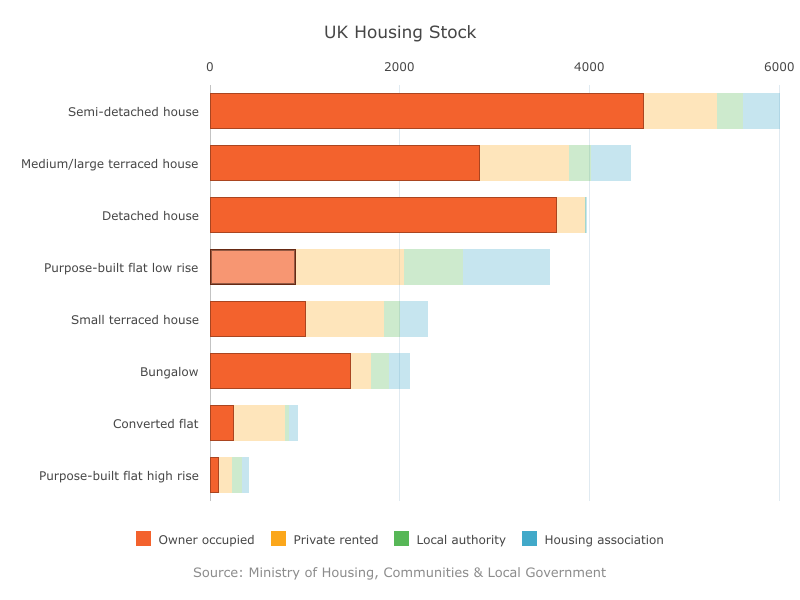 UK Housing Stock
0 2000 4000 6000
Semi-detached house
Medium/large terraced house
Detached house
Purpose-built flat low rise
Small terraced house
Bungalow
Converted flat
Purpose-built flat high rise
Owner occupied Private rented Local authority Housing association
Source: Ministry of Housing, Communities & Local Government